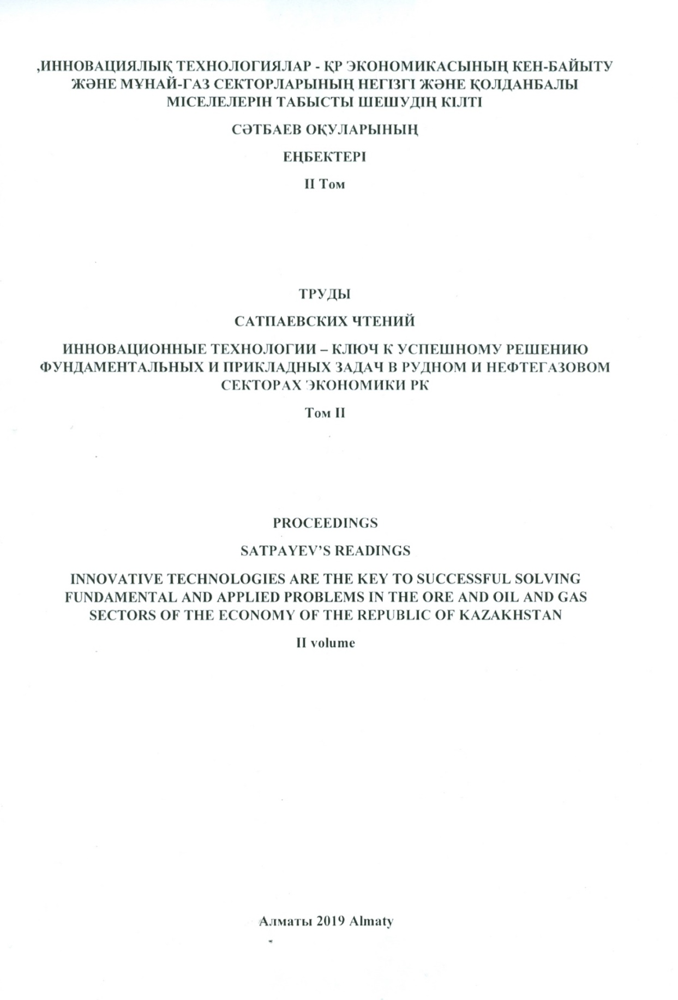 ,ИННОВАЦИЯЛЫҚ ТЕХНОЛОГИЯЛАР - ҚР ЭКОНОМИКАСЫНЫҢ КЕН-БАЙЫТУ
ЖӘНЕ МҰНАЙ-ГАЗ СЕКТОРЛАРЫНЫҢ НЕГІЗГІ ЖӘНЕ ҚОЛДАНБАЛЫ
МІСЕЛЕЛЕРІН ТАБЫСТЫ ШЕШУДІҢ КІЛТІ
СӘТБАЕВ ОҚУЛАРЫНЫҢ
ЕҢБЕКТЕРІ
II Том
ТРУДЫ
САТПАЕВСКИХ ЧТЕНИЙ
ИННОВАЦИОННЫЕ ТЕХНОЛОГИИ – КЛЮЧ К УСПЕШНОМУ РЕШЕНИЮ
ФУНДАМЕНТАЛЬНЫХ И ПРИКЛАДНЫХ ЗАДАЧ В РУДНОМ И НЕФТЕГАЗОВОМ
СЕКТОРАХ ЭКОНОМИКИ РК
Том II
PROCEEDINGS
SATPAYEV’S READINGS
INNOVATIVE TECHNOLOGIES ARE THE KEY TO SUCCESSFUL SOLVING
FUNDAMENTAL AND APPLIED PROBLEMS IN THE ORE AND OIL AND GAS
SECTORS OF THE ECONOMY OF THE REPUBLIC OF KAZAKHSTAN
II volume
Алматы 2019 Almaty